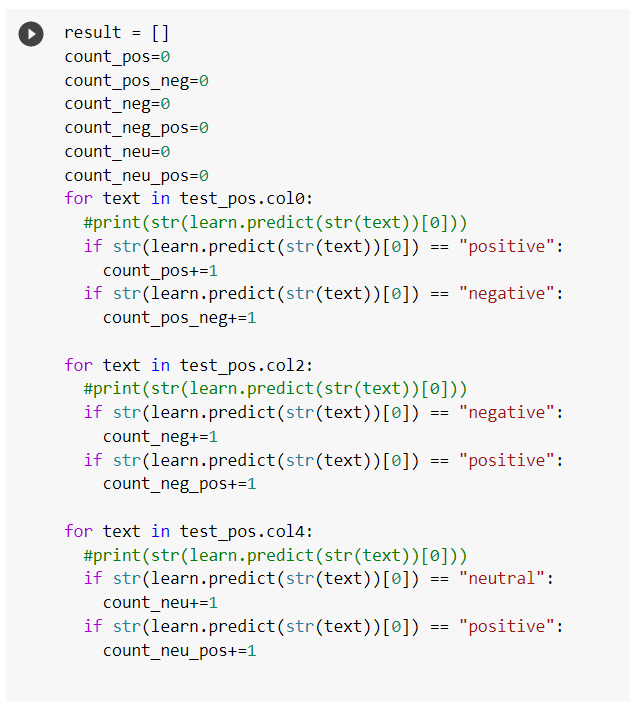 result = []
count_pos=0
count_pos_neg=0
count_neg=0
count_neg_pos=0
count_neu=0
count_neu_pos=0
for text in test_pos.col0:
  #print(str(learn.predict(str(text))[0]))
  if str(learn.predict(str(text))[0]) == "positive":
    count_pos+=1
  if str(learn.predict(str(text))[0]) == "negative":
    count_pos_neg+=1

for text in test_pos.col2:
  #print(str(learn.predict(str(text))[0]))
  if str(learn.predict(str(text))[0]) == "negative":
    count_neg+=1
  if str(learn.predict(str(text))[0]) == "positive":
    count_neg_pos+=1

for text in test_pos.col4:
  #print(str(learn.predict(str(text))[0]))
  if str(learn.predict(str(text))[0]) == "neutral":
    count_neu+=1
  if str(learn.predict(str(text))[0]) == "positive":
    count_neu_pos+=1